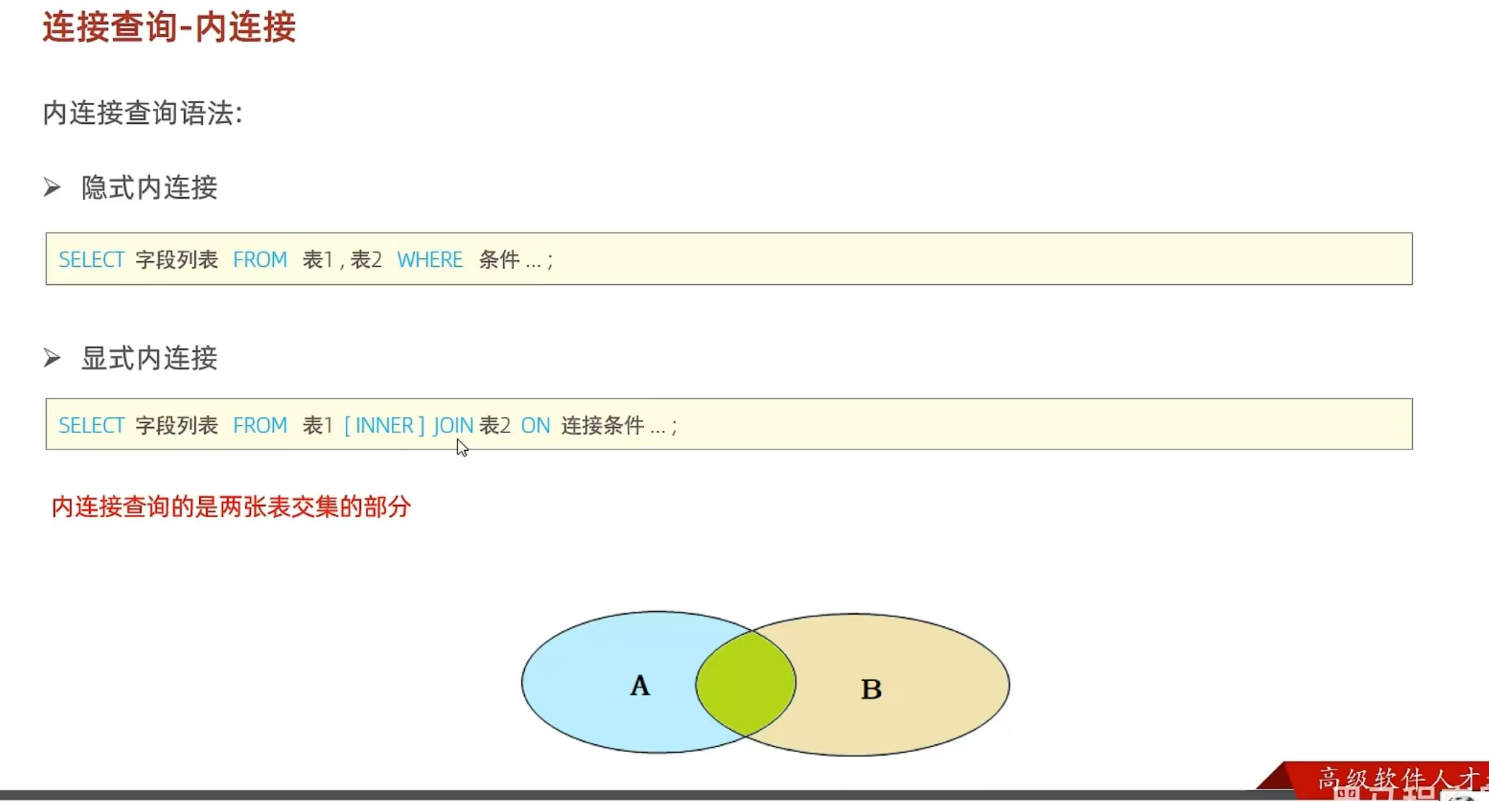 连接查询-内连接
内连接查询语法:
➢ 隐式内连接
SELECT 字段列表 FROM 表1 , 表2 WHERE 条件 ... ;
➢ 显式内连接
SELECT 字段列表 FROM 表1 [ INNER ] JOIN 表2 ON 连接条件 ... ;
内连接查询的是两张表交集的部分
A B
高级软件人才